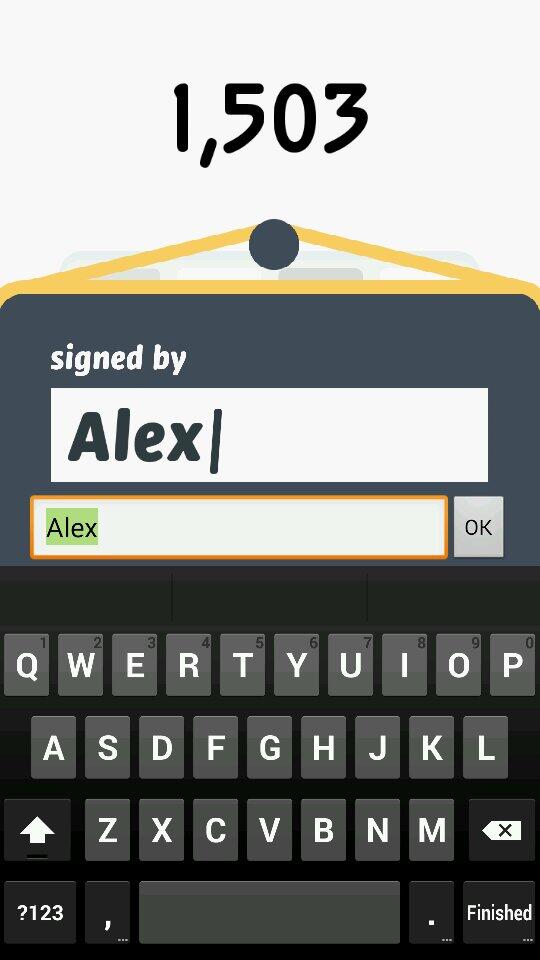 1,503
signed by
Alex
Alex OK
1 2 3 4 5 6 7 8 9 0
Q W E R T Y U I O P
A S D F G H J K L
Z X C V B N M
?123 , ... . Finished ...